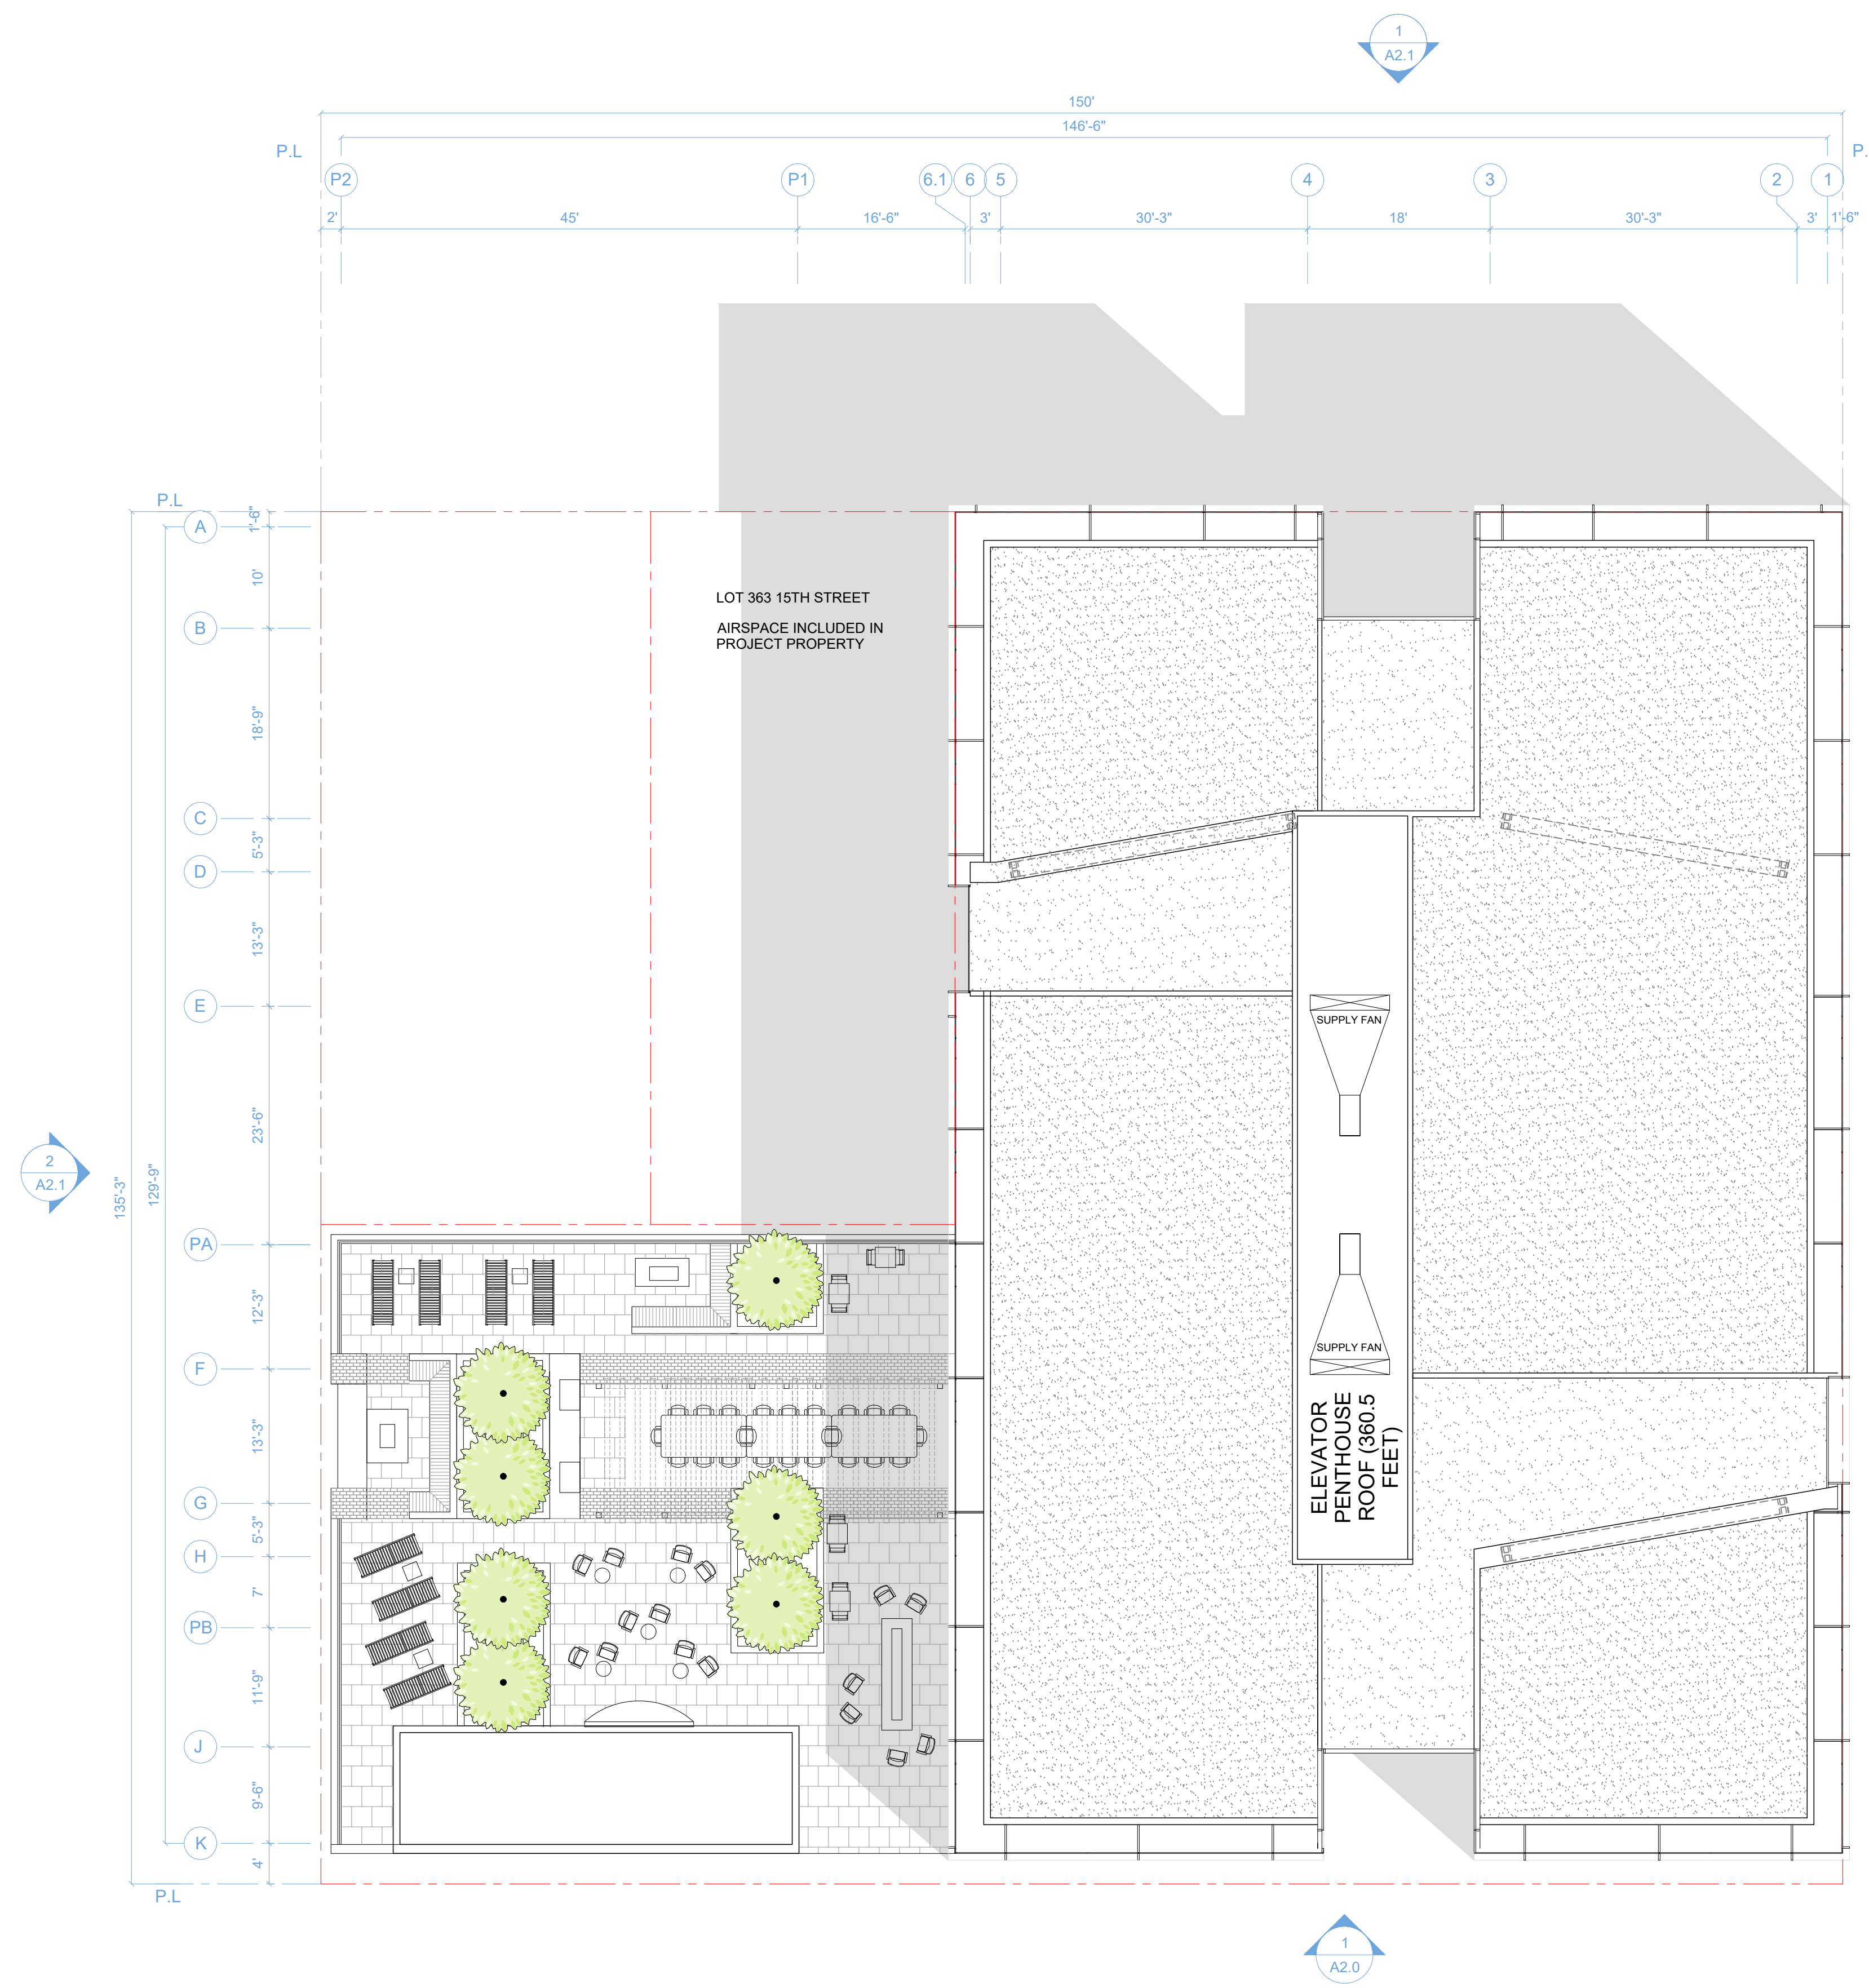 1
A2.1
150'
146'-6"
P.L
P.
P2
P1
6.1
6
5
4
3
2
1
2'
45'
16'-6"
3'
30'-3"
18'
30'-3"
3'
1'-6"
P.L
A
1'-6"
10'
B
18'-9"
C
5'-3"
D
13'-3"
E
23'-6"
PA
12'-3"
F
13'-3"
G
5'-3"
H
7'
PB
11'-9"
J
9'-6"
K
4'
P.L
135'-3"
129'-9"
2
A2.1
LOT 363 15TH STREET
AIRSPACE INCLUDED IN
PROJECT PROPERTY
SUPPLY FAN
SUPPLY FAN
ELEVATOR
PENTHOUSE
ROOF (360.5
FEET)
1
A2.0